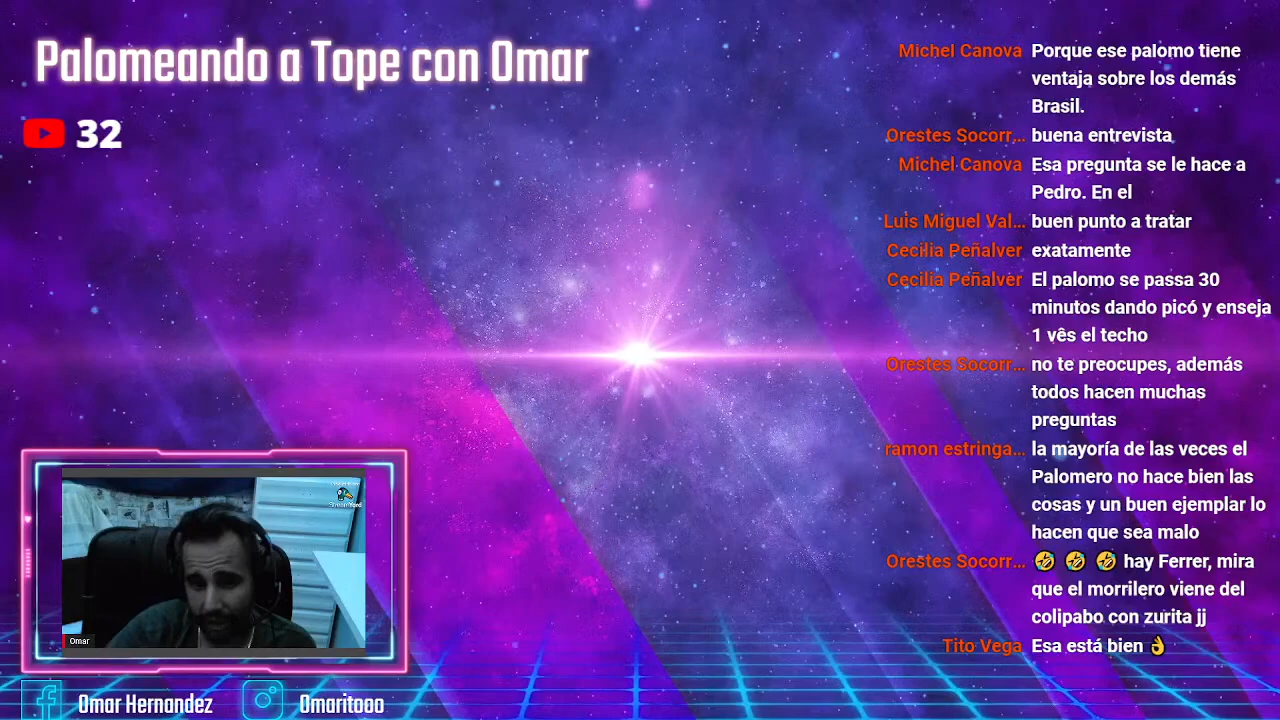 Palomeando a Tope con Omar
32
Michel Canova Porque ese palomo tiene
ventaja sobre los demás
Brasil.
Orestes Socorr... buena entrevista
Michel Canova Esa pregunta se le hace a
Pedro. En el
Luis Miguel Val... buen punto a tratar
Cecilia Peñalver exatamente
Cecilia Peñalver El palomo se passa 30
minutos dando picó y enseja
1 vês el techo
Orestes Socorr... no te preocupes, además
todos hacen muchas
preguntas
ramon estringa... la mayoría de las veces el
Palomero no hace bien las
cosas y un buen ejemplar lo
hacen que sea malo
Orestes Socorr... 🤣 🤣 🤣 hay Ferrer, mira
que el morrilero viene del
colipabo con zurita jj
Tito Vega Esa está bien 👌
StreamYard
Omar
Omar Hernandez
Omaritooo